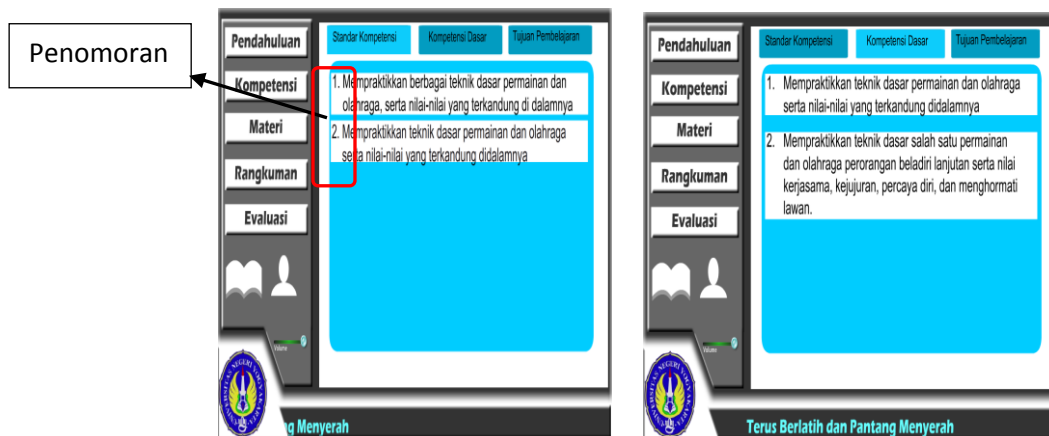 Penomoran
Pendahuluan
Kompetensi
Materi
Rangkuman
Evaluasi
Volume
Standar Kompetensi
Kompetensi Dasar
Tujuan Pembelajaran
1. Mempraktikkan berbagai teknik dasar permainan dan
olahraga, serta nilai-nilai yang terkandung di dalamnya
2. Mempraktikkan teknik dasar permainan dan olahraga
serta nilai-nilai yang terkandung didalamnya
ng Menyerah
Pendahuluan
Kompetensi
Materi
Rangkuman
Evaluasi
Volume
Standar Kompetensi
Kompetensi Dasar
Tujuan Pembelajaran
1. Mempraktikkan teknik dasar permainan dan olahraga
serta nilai-nilai yang terkandung didalamnya
2. Mempraktikkan teknik dasar salah satu permainan
dan olahraga perorangan beladiri lanjutan serta nilai
kerjasama, kejujuran, percaya diri, dan menghormati
lawan.
Terus Berlatih dan Pantang Menyerah